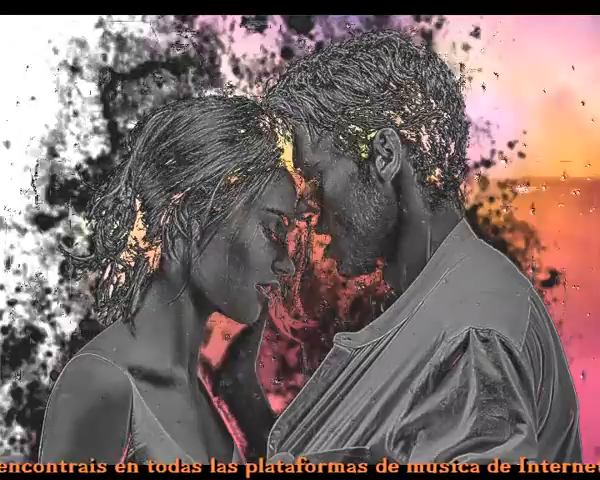 encontrais en todas las plataformas de musica de Internet